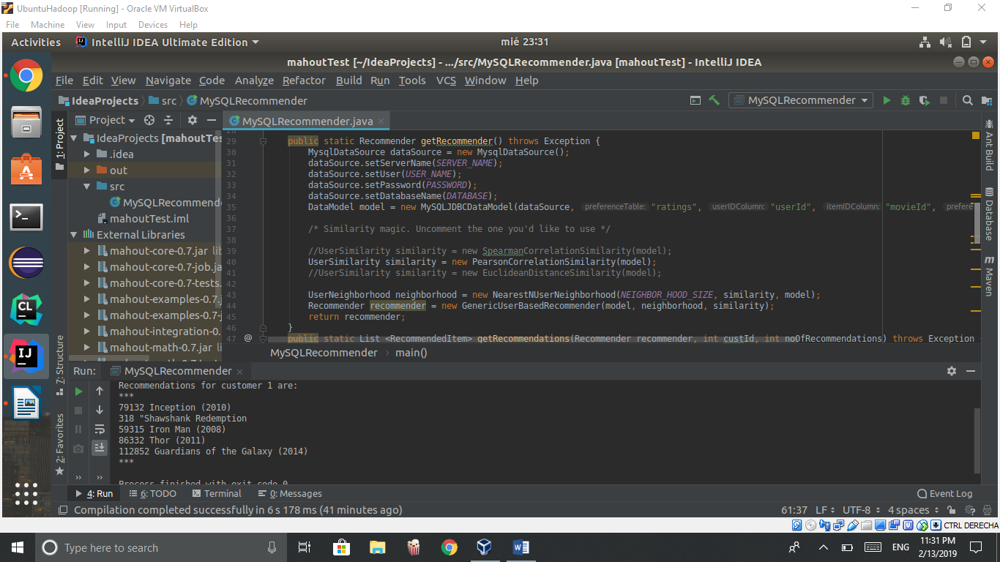 UbuntuHadoop [Running] - Oracle VM VirtualBox
File Machine View Input Devices Help
Activities IntelliJ IDEA Ultimate Edition mié 23:31
mahoutTest [~/IdeaProjects] - .../src/MySQLRecommender.java [mahoutTest] - IntelliJ IDEA
File Edit View Navigate Code Analyze Refactor Build Run Tools VCS Window Help
IdeaProjects src MySQLRecommender MySQLRecommender
Project MySQLRecommender.java
1: Project
7: Structure
2: Favorites
IdeaProjects [mahoutTes
.idea
out
src
MySQLRecommende
mahoutTest.iml
External Libraries
mahout-core-0.7.jar lib
mahout-core-0.7-job.ja
mahout-core-0.7-tests.
mahout-examples-0.7.j
mahout-examples-0.7-j
mahout-integration-0.
mahout-math-0.7.jar li
29 public static Recommender getRecommender() throws Exception {
30 MysqlDataSource dataSource = new MysqlDataSource();
31 dataSource.setServerName(SERVER_NAME);
32 dataSource.setUser(USER_NAME);
33 dataSource.setPassword(PASSWORD);
34 dataSource.setDatabaseName(DATABASE);
35 DataModel model = new MySQLJDBCDataModel(dataSource, preferenceTable: "ratings", userIDColumn: "userId", itemIDColumn: "movieId", prefere
36
37 /* Similarity magic. Uncomment the one you'd like to use */
38
39 //UserSimilarity similarity = new SpearmanCorrelationSimilarity(model);
40 UserSimilarity similarity = new PearsonCorrelationSimilarity(model);
41 //UserSimilarity similarity = new EuclideanDistanceSimilarity(model);
42
43 UserNeighborhood neighborhood = new NearestNUserNeighborhood(NEIGHBOR_HOOD_SIZE, similarity, model);
44 Recommender recommender = new GenericUserBasedRecommender(model, neighborhood, similarity);
45 return recommender;
46 }
47 @ public static List <RecommendedItem> getRecommendations(Recommender recommender, int custId, int noOfRecommendations) throws Exception
MySQLRecommender › main()
Ant Build
Database
m Maven
Run: MySQLRecommender
Recommendations for customer 1 are:
***
79132 Inception (2010)
318 "Shawshank Redemption
59315 Iron Man (2008)
86332 Thor (2011)
112852 Guardians of the Galaxy (2014)
***
Process finished with exit code 0
4: Run 6: TODO Terminal 0: Messages Event Log
Compilation completed successfully in 6 s 178 ms (41 minutes ago) 61:37 LF UTF-8 4 spaces
CTRL DERECHA
Type here to search ENG 11:31 PM
2/13/2019